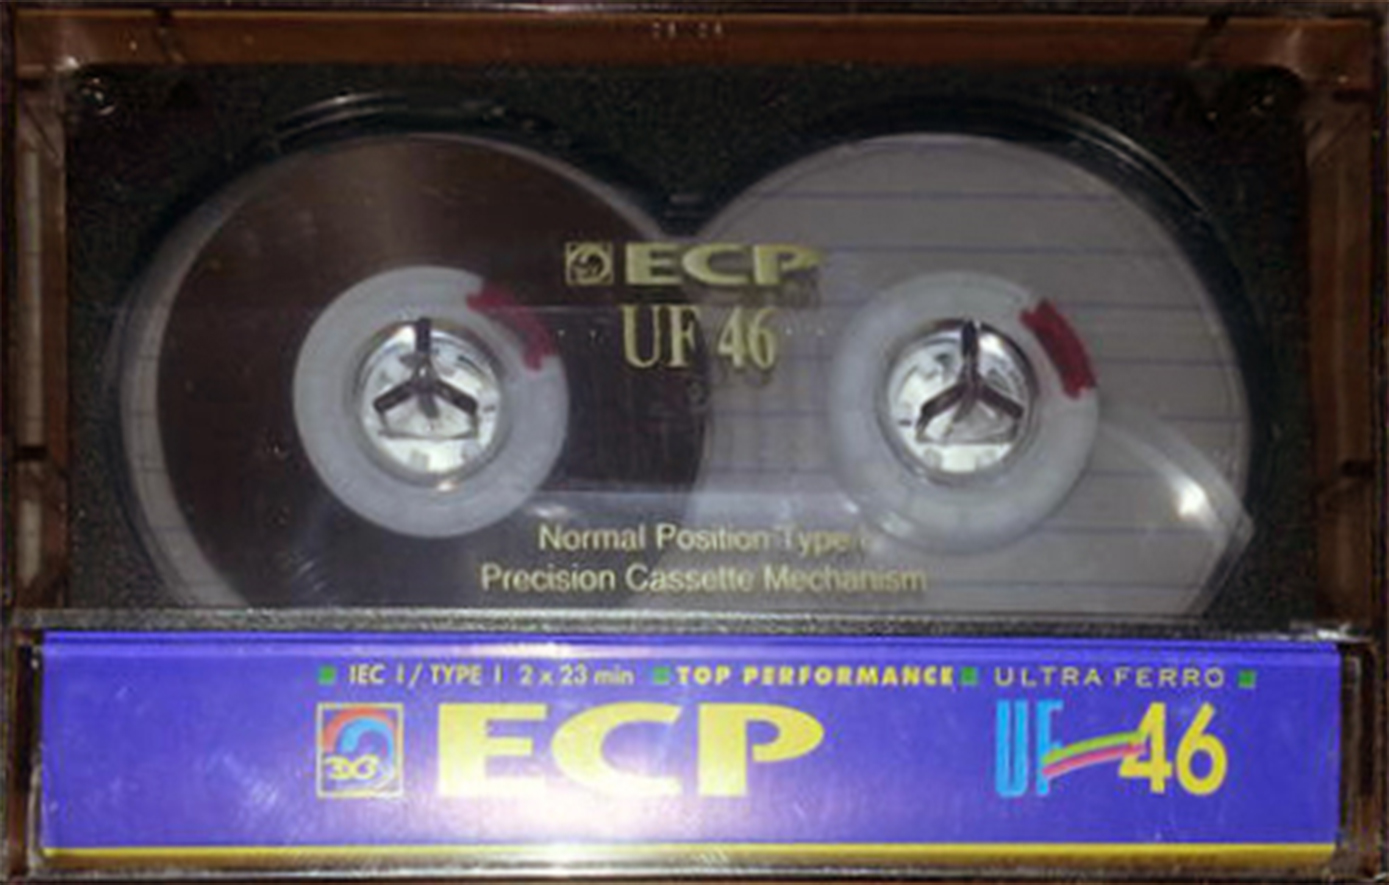 ECP
UF 46
Normal Position Type I
Precision Cassette Mechanism
IEC I / TYPE I 2 x 23 min TOP PERFORMANCE ULTRA FERRO
ECP UF 46